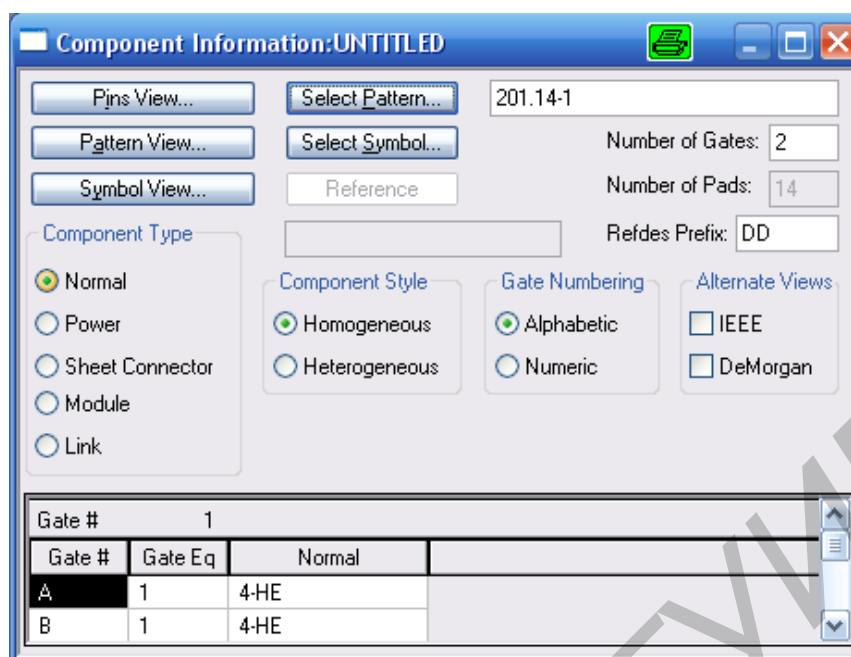 Component Information:UNTITLED
Pins View... Select Pattern... 201.14-1
Pattern View... Select Symbol... Number of Gates: 2
Symbol View... Reference Number of Pads: 14
Component Type Refdes Prefix: DD
Normal Component Style Gate Numbering Alternate Views
Power Homogeneous Alphabetic IEEE
Sheet Connector Heterogeneous Numeric DeMorgan
Module
Link
Gate # 1
Gate # Gate Eq Normal
A 1 4-НЕ
B 1 4-НЕ